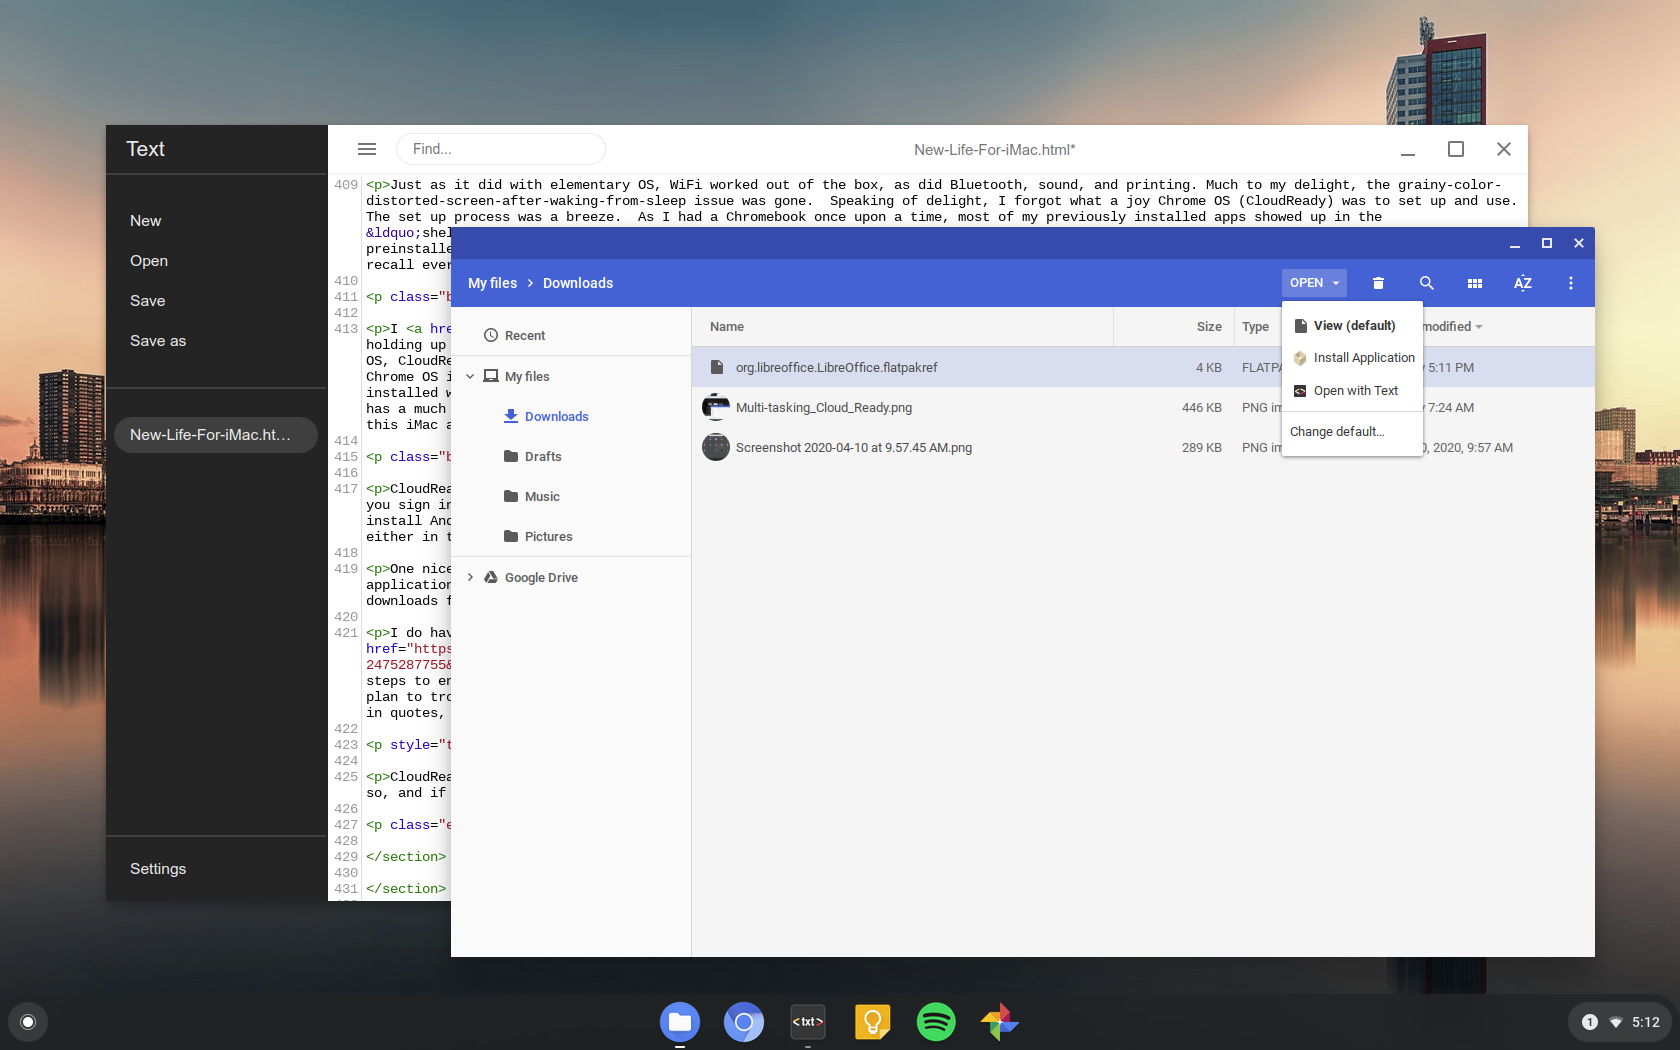 Text
New
Open
Save
Save as
New-Life-For-iMac.ht...
Settings
Find...
New-Life-For-iMac.html*
409 <p>Just as it did with elementary OS, WiFi worked out of the box, as did Bluetooth, sound, and printing. Much to my delight, the grainy-color-
distorted-screen-after-waking-from-sleep issue was gone.  Speaking of delight, I forgot what a joy Chrome OS (CloudReady) was to set up and use.
The set up process was a breeze.  As I had a Chromebook once upon a time, most of my previously installed apps showed up in the
&ldquo;shel
preinstalle
recall ever
410
411 <p class="b
412
413 <p>I <a hre
holding up
OS, CloudRe
Chrome OS i
installed w
has a much
this iMac a
414
415 <p class="b
416
417 <p>CloudRea
you sign in
install And
either in t
418
419 <p>One nice
application
downloads f
420
421 <p>I do hav
href="https
2475287755&
steps to en
plan to tro
in quotes,
422
423 <p style="t
424
425 <p>CloudRea
so, and if
426
427 <p class="e
428
429 </section>
430
431 </section>
My files > Downloads
OPEN
AZ
Recent
My files
Downloads
Drafts
Music
Pictures
Google Drive
Name Size Type modified
org.libreoffice.LibreOffice.flatpakref 4 KB FLATPA 5:11 PM
Multi-tasking_Cloud_Ready.png 446 KB PNG im 7:24 AM
Screenshot 2020-04-10 at 9.57.45 AM.png 289 KB PNG im 0, 2020, 9:57 AM
View (default)
Install Application
Open with Text
Change default...
<txt>
1 5:12